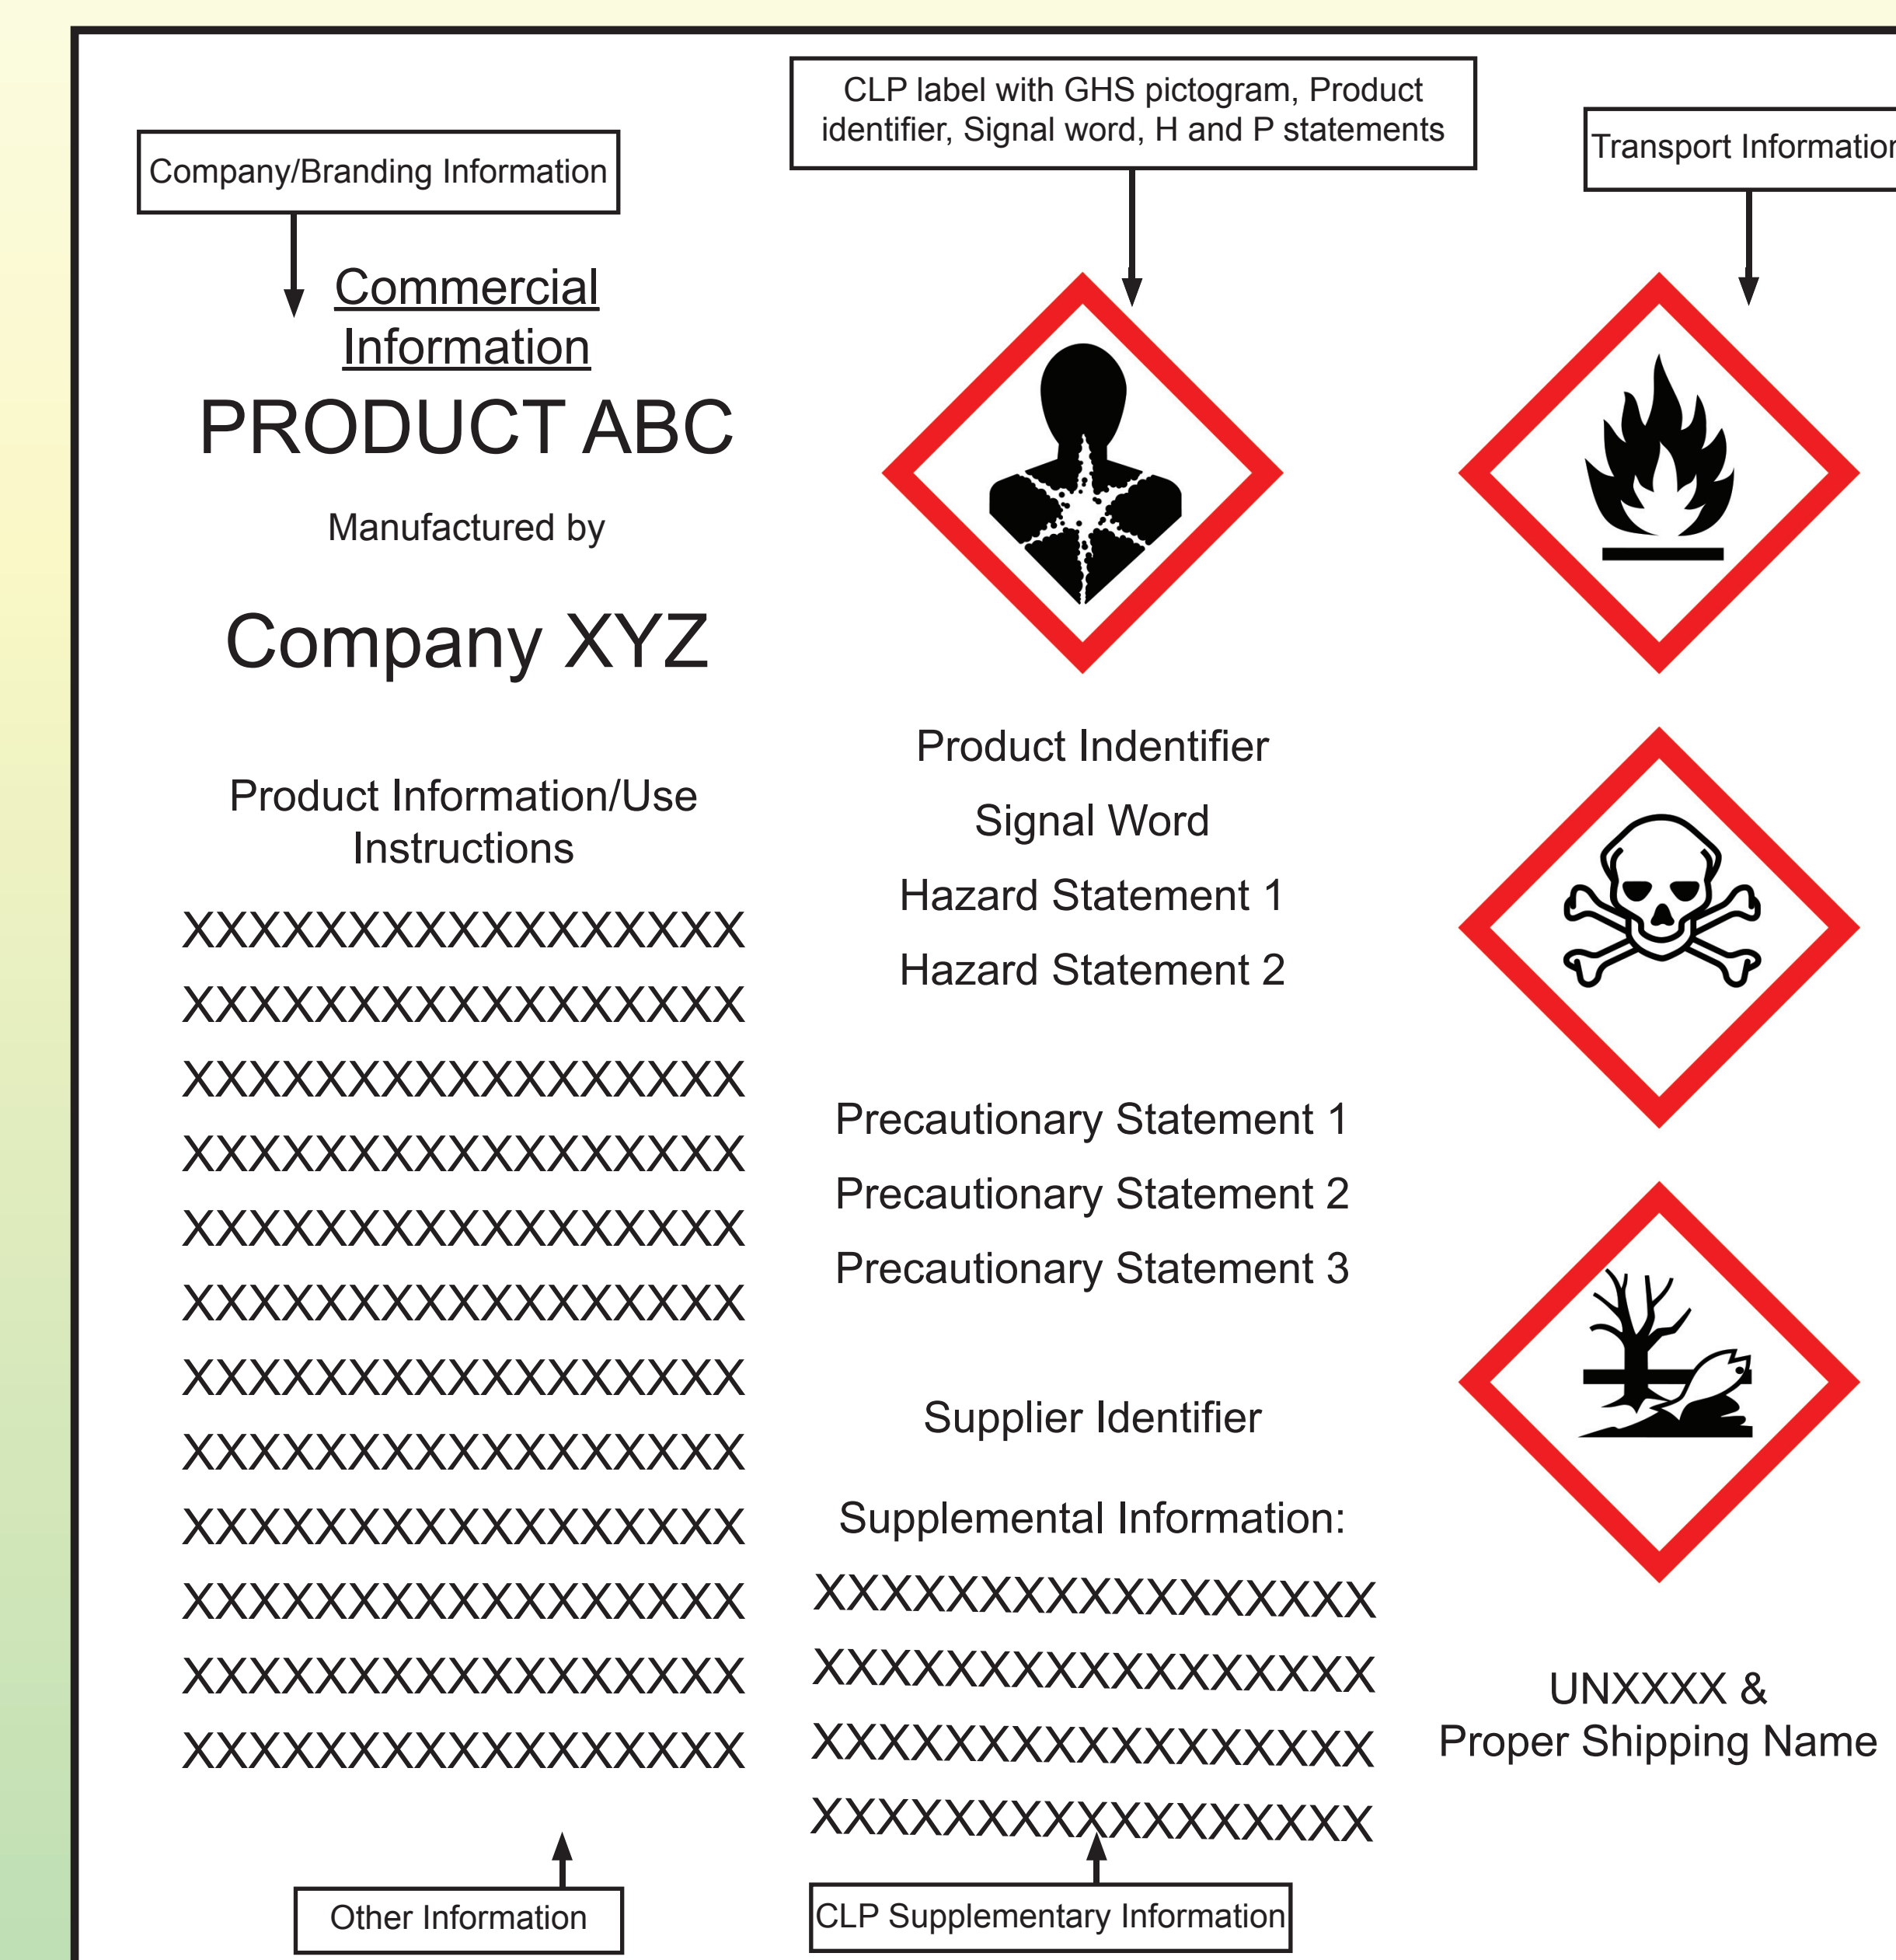 Company/Branding Information
CLP label with GHS pictogram, Product
identifier, Signal word, H and P statements
Transport Information
Commercial
Information
PRODUCT ABC
Manufactured by
Company XYZ
Product Information/Use
Instructions
XXXXXXXXXXXXXXXXX
XXXXXXXXXXXXXXXXX
XXXXXXXXXXXXXXXXX
XXXXXXXXXXXXXXXXX
XXXXXXXXXXXXXXXXX
XXXXXXXXXXXXXXXXX
XXXXXXXXXXXXXXXXX
XXXXXXXXXXXXXXXXX
XXXXXXXXXXXXXXXXX
XXXXXXXXXXXXXXXXX
XXXXXXXXXXXXXXXXX
XXXXXXXXXXXXXXXXX
Other Information
Product Indentifier
Signal Word
Hazard Statement 1
Hazard Statement 2
Precautionary Statement 1
Precautionary Statement 2
Precautionary Statement 3
Supplier Identifier
Supplemental Information:
XXXXXXXXXXXXXXXXX
XXXXXXXXXXXXXXXXX
XXXXXXXXXXXXXXXXX
XXXXXXXXXXXXXXXXX
CLP Supplementary Information
UNXXXX &
Proper Shipping Name